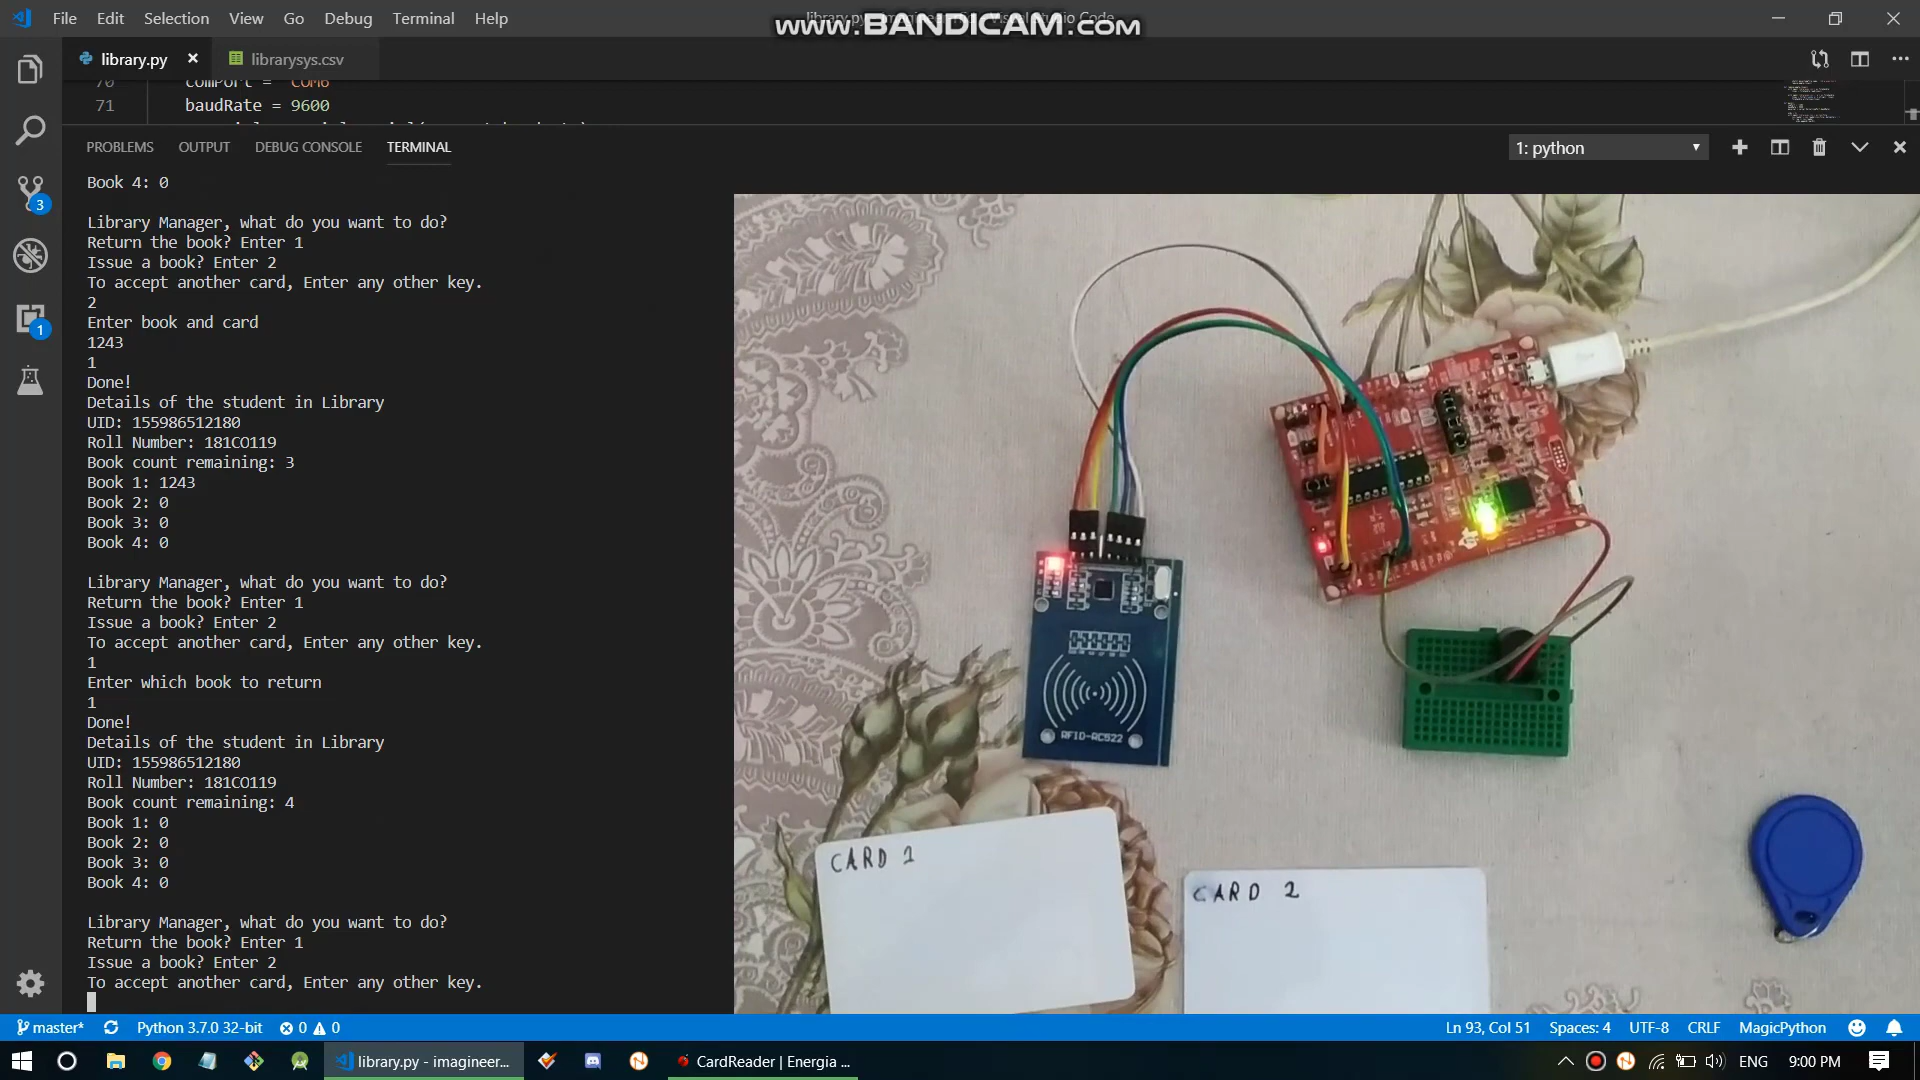 File Edit Selection View Go Debug Terminal Help
www.BANDICAM.com
library.py
librarysys.csv
70 comPort = "COM6"
71 baudRate = 9600
PROBLEMS OUTPUT DEBUG CONSOLE TERMINAL
1: python
Book 4: 0
Library Manager, what do you want to do?
Return the book? Enter 1
Issue a book? Enter 2
To accept another card, Enter any other key.
2
Enter book and card
1243
1
Done!
Details of the student in Library
UID: 155986512180
Roll Number: 181CO119
Book count remaining: 3
Book 1: 1243
Book 2: 0
Book 3: 0
Book 4: 0
Library Manager, what do you want to do?
Return the book? Enter 1
Issue a book? Enter 2
To accept another card, Enter any other key.
1
Enter which book to return
1
Done!
Details of the student in Library
UID: 155986512180
Roll Number: 181CO119
Book count remaining: 4
Book 1: 0
Book 2: 0
Book 3: 0
Book 4: 0
Library Manager, what do you want to do?
Return the book? Enter 1
Issue a book? Enter 2
To accept another card, Enter any other key.
3
1
RFID-RC522
CARD 1
CARD 2
master*
Python 3.7.0 32-bit
0
0
Ln 93, Col 51
Spaces: 4
UTF-8
CRLF
MagicPython
library.py - imagineer...
CardReader | Energia ...
ENG
9:00 PM